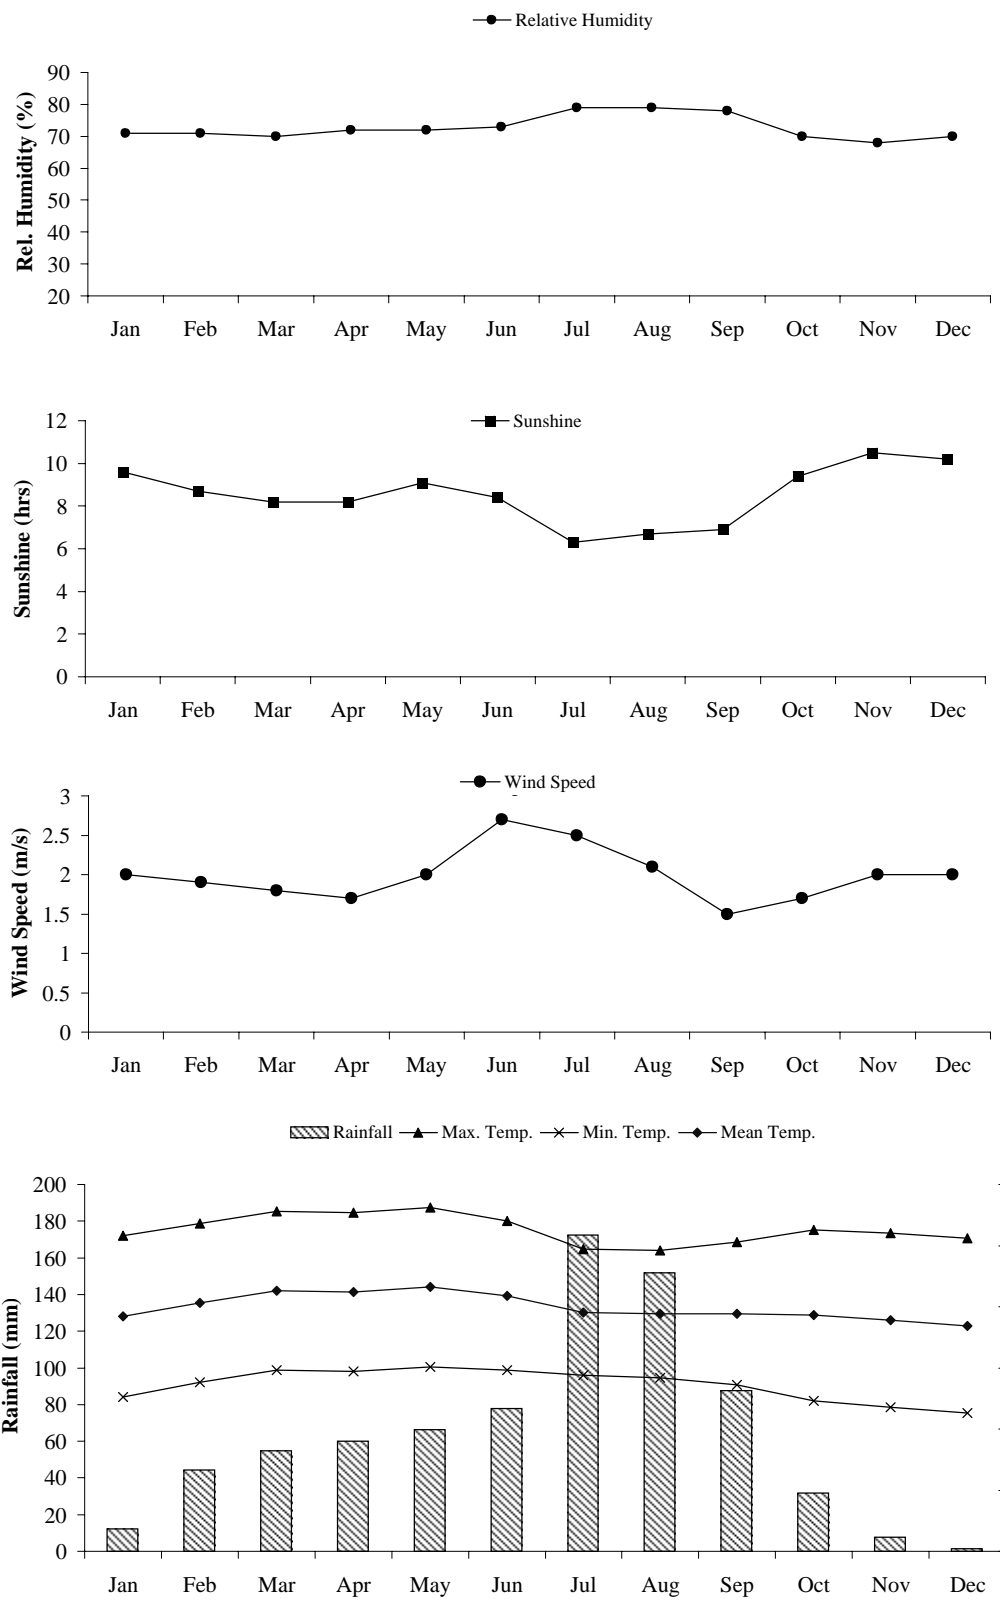 Relative Humidity
Rel. Humidity (%)
90
80
70
60
50
40
30
20
Jan Feb Mar Apr May Jun Jul Aug Sep Oct Nov Dec
Sunshine
Sunshine (hrs)
12
10
8
6
4
2
0
Jan Feb Mar Apr May Jun Jul Aug Sep Oct Nov Dec
Wind Speed
Wind Speed (m/s)
3
2.5
2
1.5
1
0.5
0
Jan Feb Mar Apr May Jun Jul Aug Sep Oct Nov Dec
Rainfall Max. Temp. Min. Temp. Mean Temp.
Rainfall (mm)
200
180
160
140
120
100
80
60
40
20
0
Jan Feb Mar Apr May Jun Jul Aug Sep Oct Nov Dec